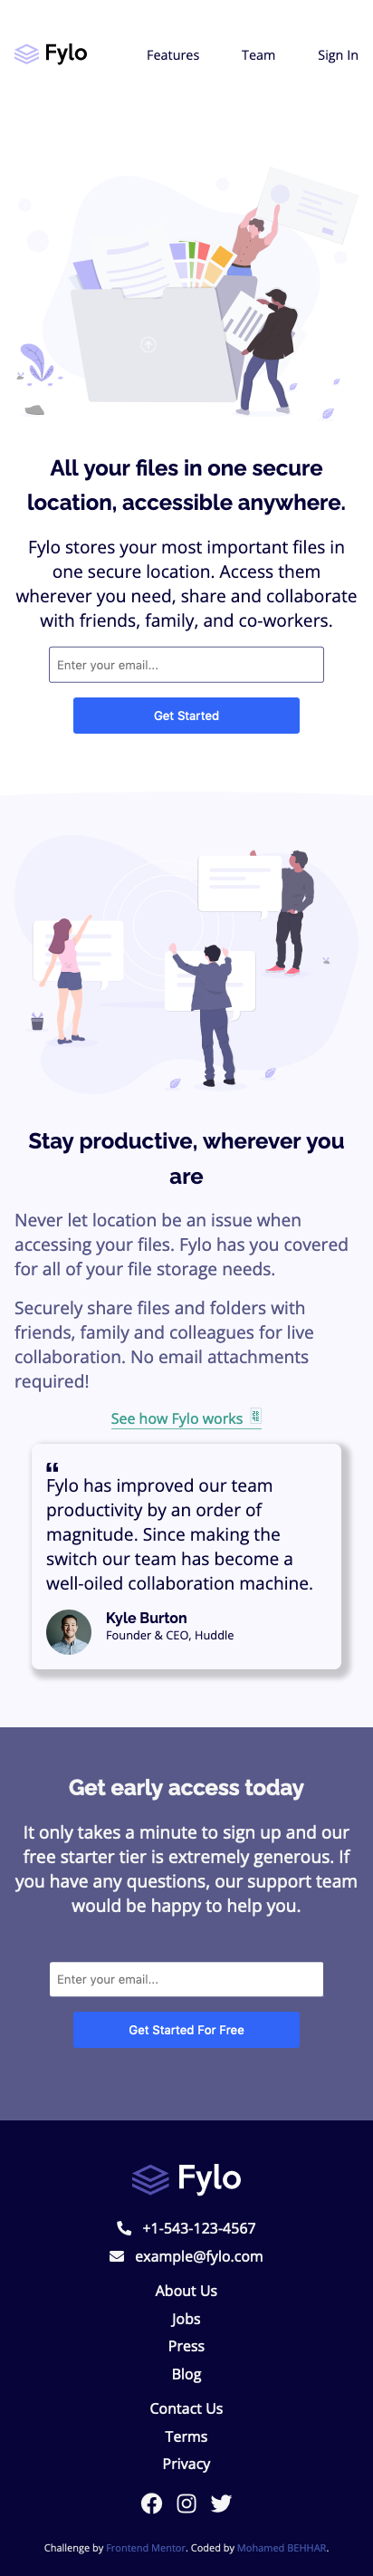 Fylo Features Team Sign In
All your files in one secure
location, accessible anywhere.
Fylo stores your most important files in
one secure location. Access them
wherever you need, share and collaborate
with friends, family, and co-workers.
Enter your email...
Get Started
Stay productive, wherever you
are
Never let location be an issue when
accessing your files. Fylo has you covered
for all of your file storage needs.
Securely share files and folders with
friends, family and colleagues for live
collaboration. No email attachments
required!
See how Fylo works
“
Fylo has improved our team
productivity by an order of
magnitude. Since making the
switch our team has become a
well-oiled collaboration machine.
Kyle Burton
Founder & CEO, Huddle
Get early access today
It only takes a minute to sign up and our
free starter tier is extremely generous. If
you have any questions, our support team
would be happy to help you.
Enter your email...
Get Started For Free
Fylo
+1-543-123-4567
example@fylo.com
About Us
Jobs
Press
Blog
Contact Us
Terms
Privacy
Challenge by Frontend Mentor. Coded by Mohamed BEHHAR.